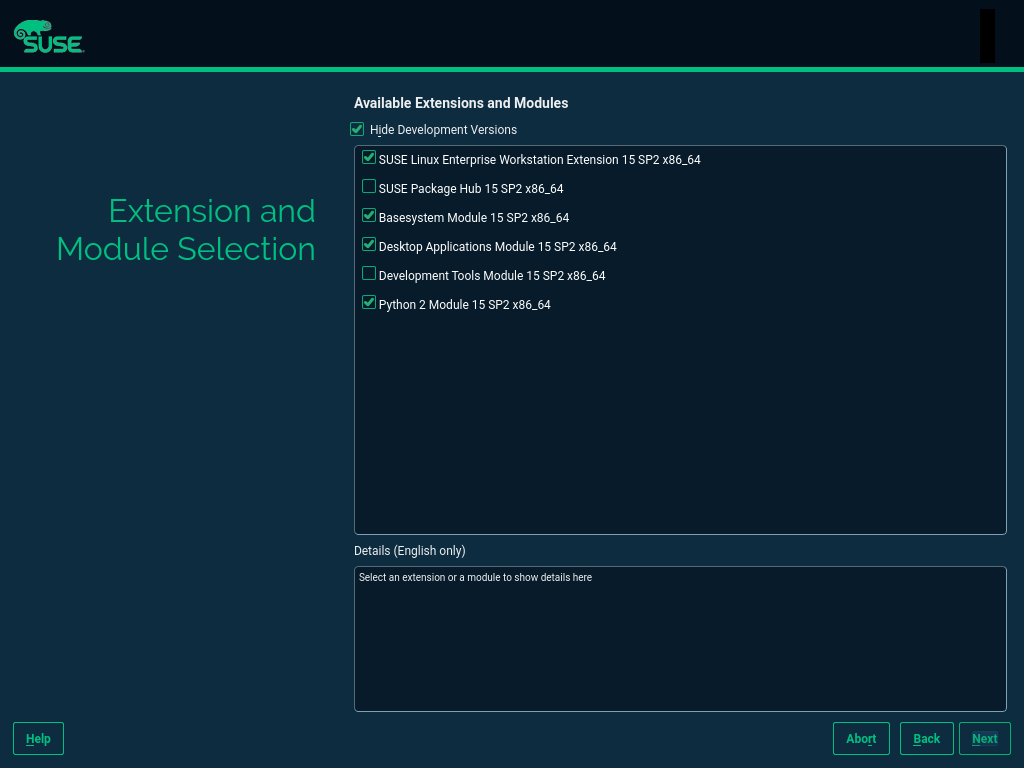 SUSE
Available Extensions and Modules
Hide Development Versions
Extension and
Module Selection
SUSE Linux Enterprise Workstation Extension 15 SP2 x86_64
SUSE Package Hub 15 SP2 x86_64
Basesystem Module 15 SP2 x86_64
Desktop Applications Module 15 SP2 x86_64
Development Tools Module 15 SP2 x86_64
Python 2 Module 15 SP2 x86_64
Details (English only)
Select an extension or a module to show details here
Help
Abort
Back
Next